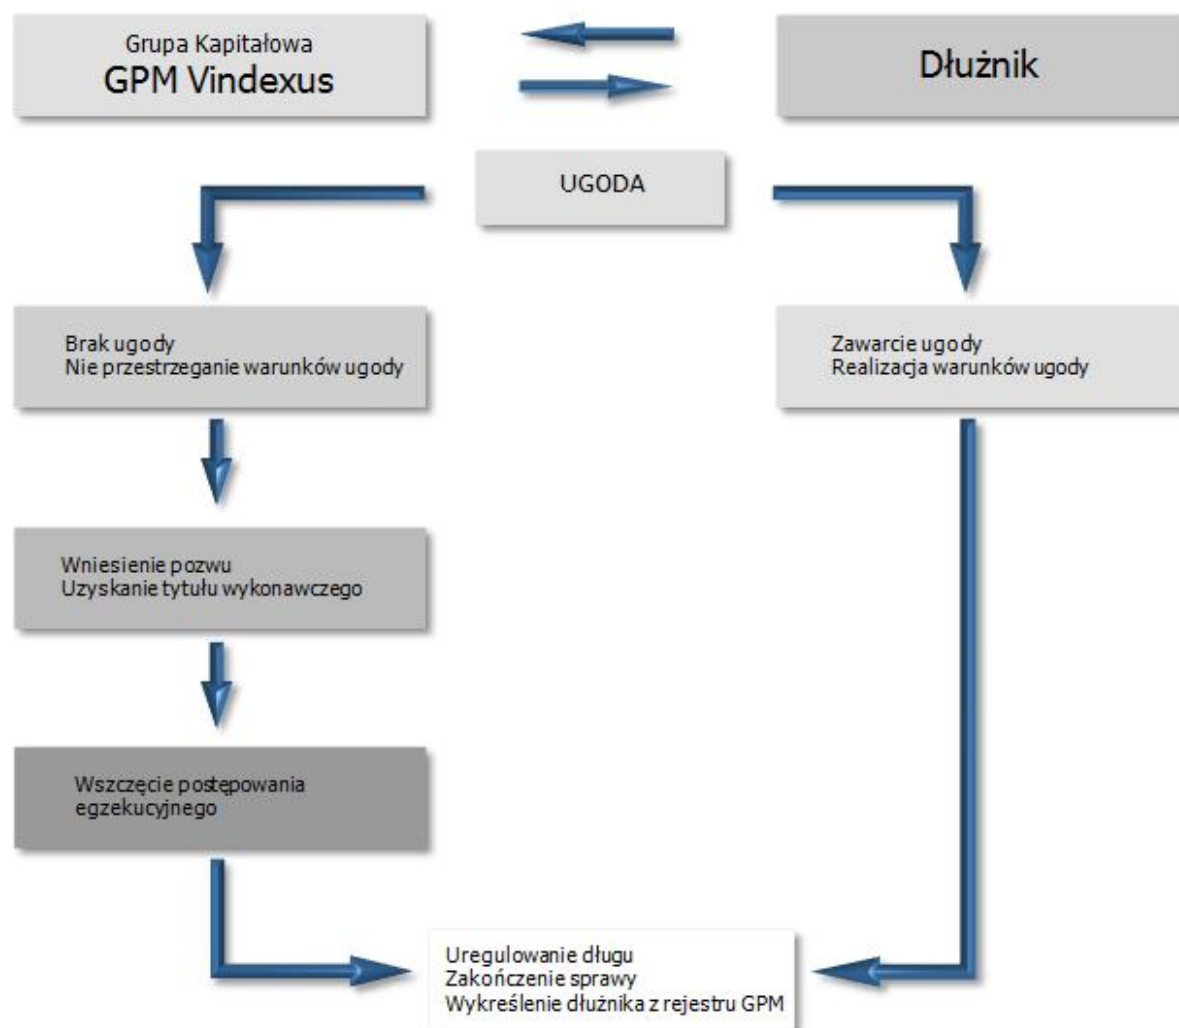 Grupa Kapitałowa
GPM Vindexus
Dłużnik
UGODA
Brak ugody
Nie przestrzeganie warunków ugody
Zawarcie ugody
Realizacja warunków ugody
Wniesienie pozwu
Uzyskanie tytułu wykonawczego
Wszczęcie postępowania
egzekucyjnego
Uregulowanie długu
Zakończenie sprawy
Wykreślenie dłużnika z rejestru GPM